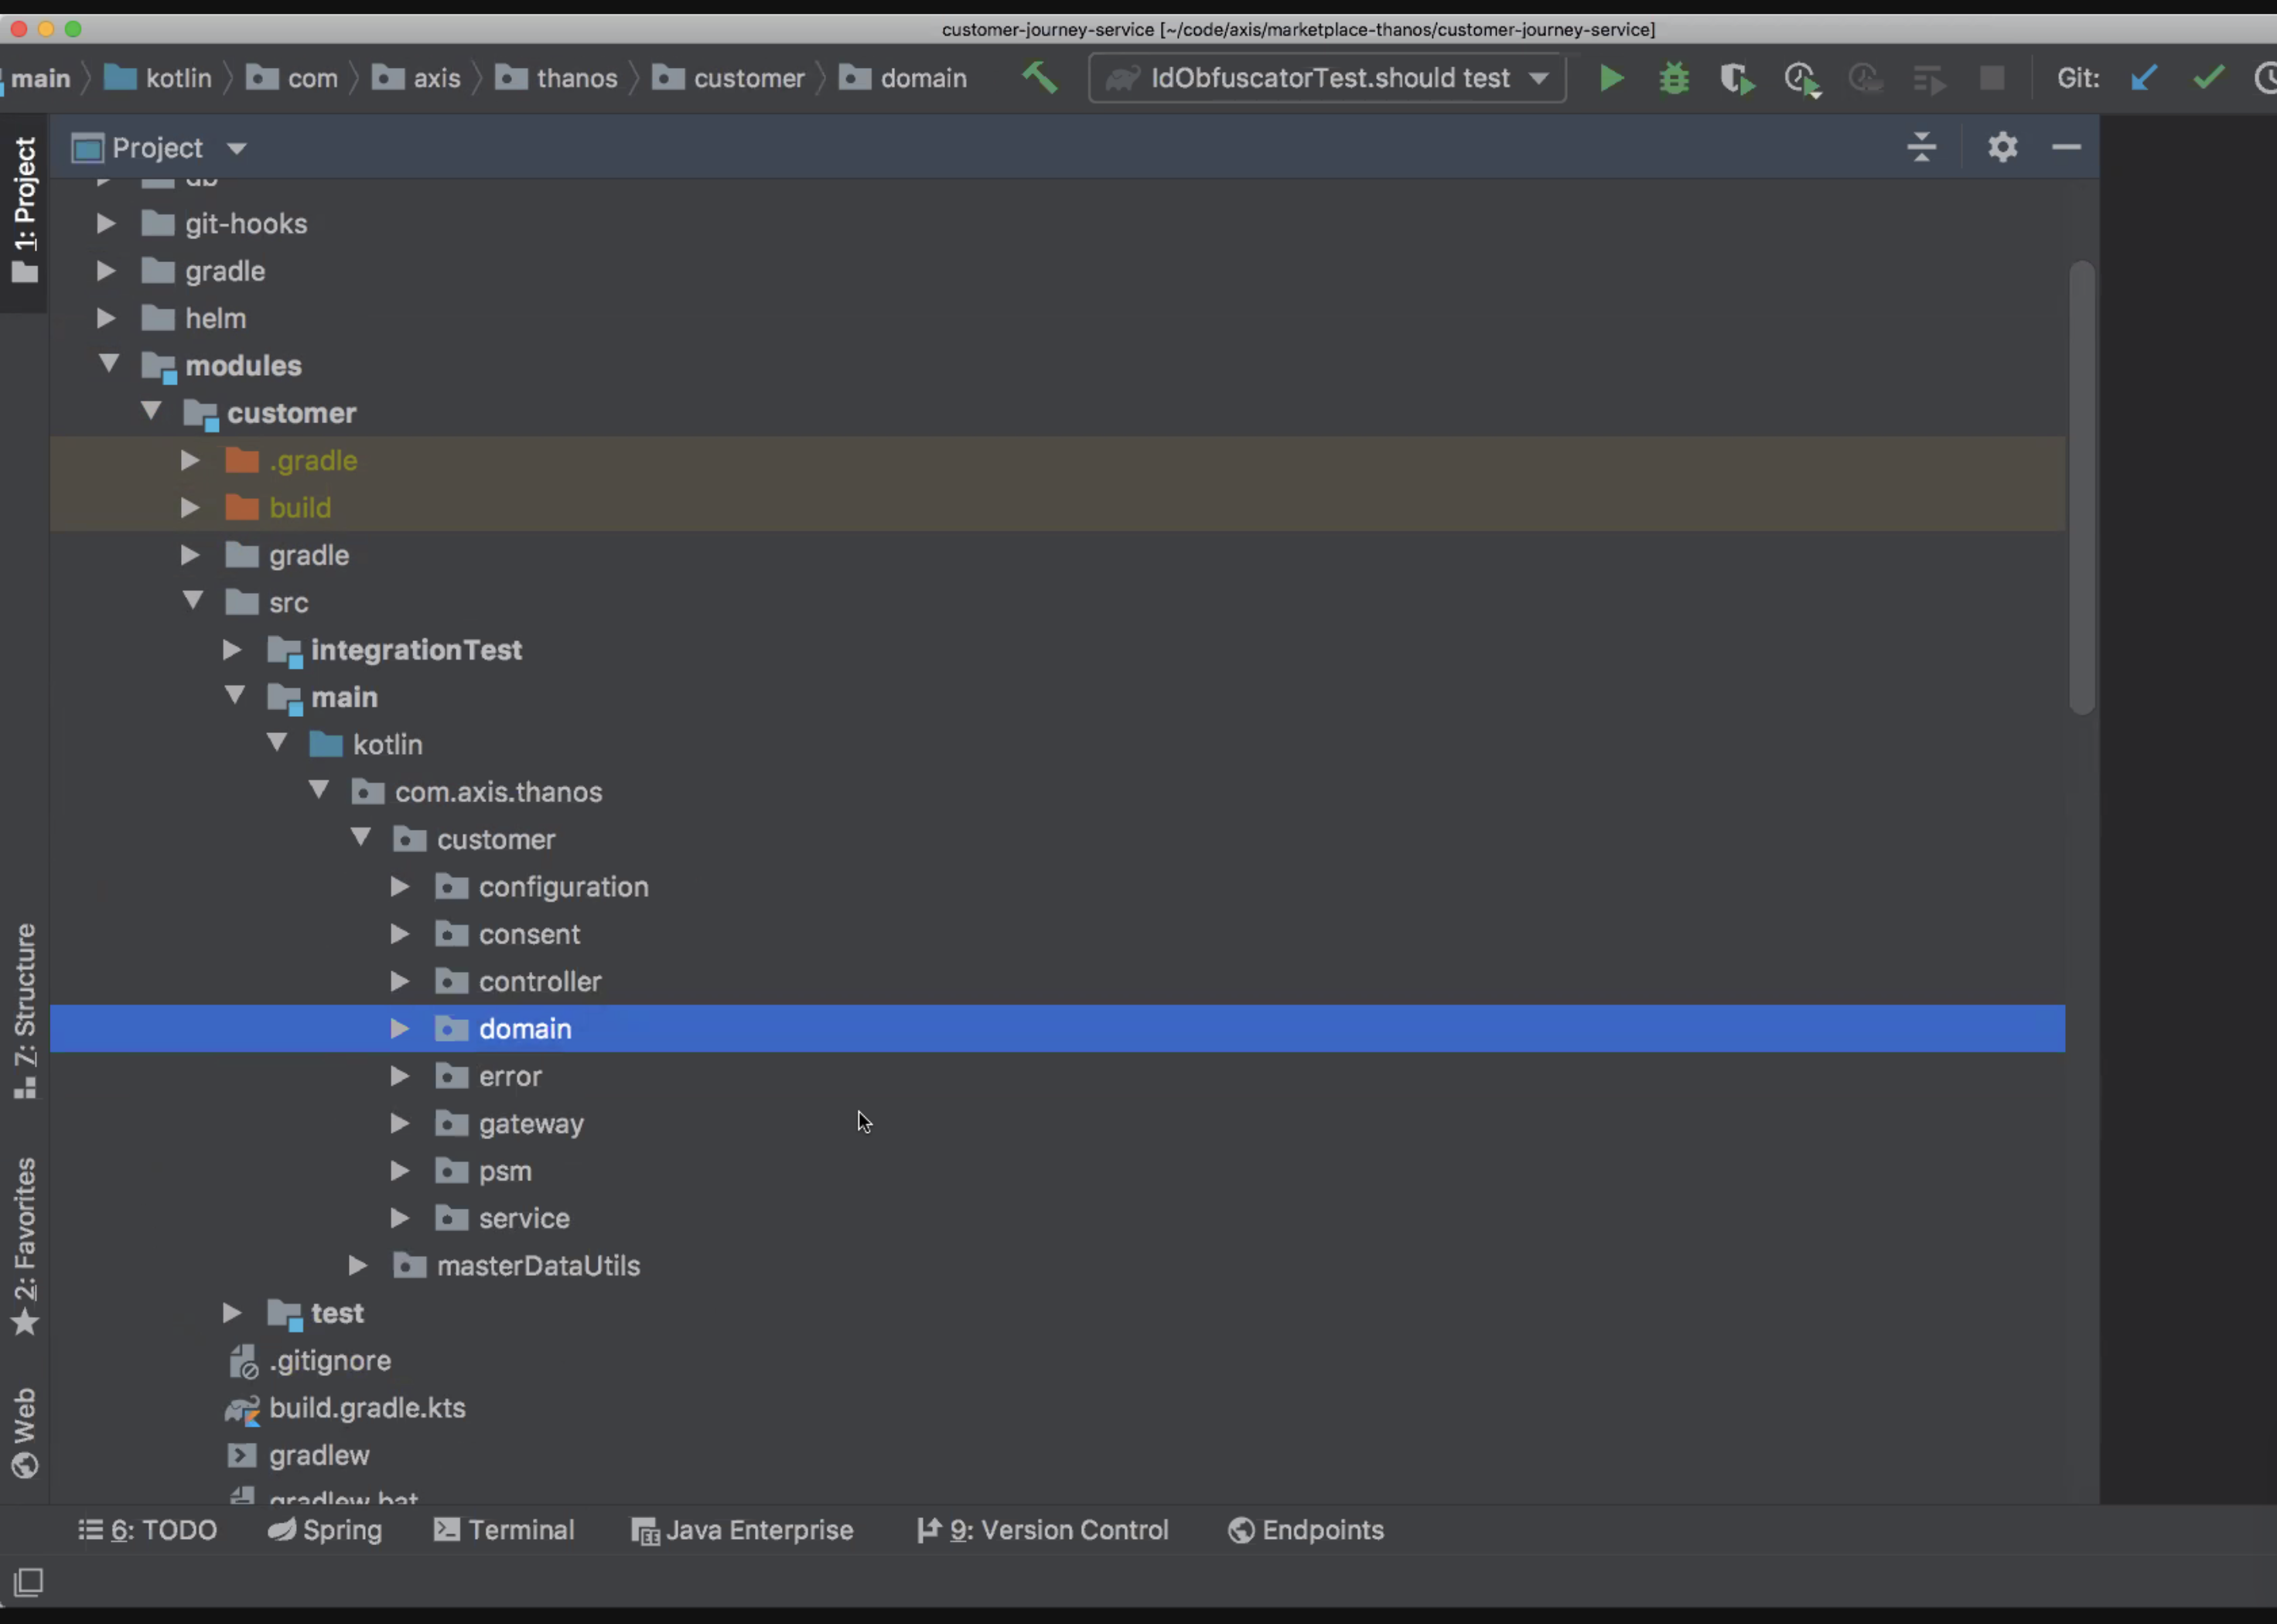 customer-journey-service [~/code/axis/marketplace-thanos/customer-journey-service]
main kotlin com axis thanos customer domain IdObfuscatorTest.should test Git:
1: Project
Project
db
git-hooks
gradle
helm
modules
customer
.gradle
build
gradle
src
integrationTest
main
kotlin
com.axis.thanos
customer
configuration
consent
controller
domain
error
gateway
psm
service
masterDataUtils
test
.gitignore
build.gradle.kts
gradlew
gradlew.bat
Z: Structure
2: Favorites
Web
6: TODO Spring Terminal Java Enterprise 9: Version Control Endpoints